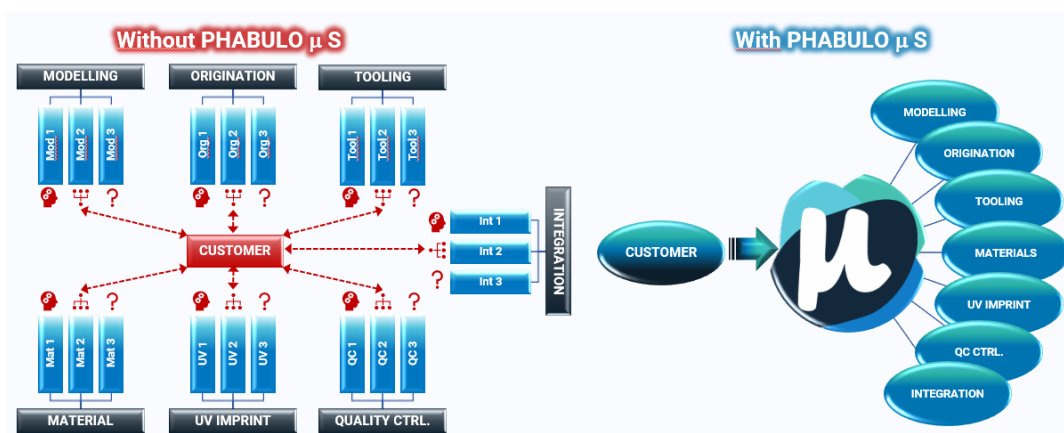 Without PHABULO µ S
With PHABULO µ S
MODELLING
ORIGINATION
TOOLING
Mod 1
Mod 2
Mod 3
Org 1
Org 2
Org 3
Tool 1
Tool 2
Tool 3
?
?
?
CUSTOMER
?
Int 1
Int 2
Int 3
INTEGRATION
?
?
?
Mat 1
Mat 2
Mat 3
UV 1
UV 2
UV 3
QC 1
QC 2
QC 3
MATERIAL
UV IMPRINT
QUALITY CTRL.
CUSTOMER
µ
MODELLING
ORIGINATION
TOOLING
MATERIALS
UV IMPRINT
QC CTRL.
INTEGRATION